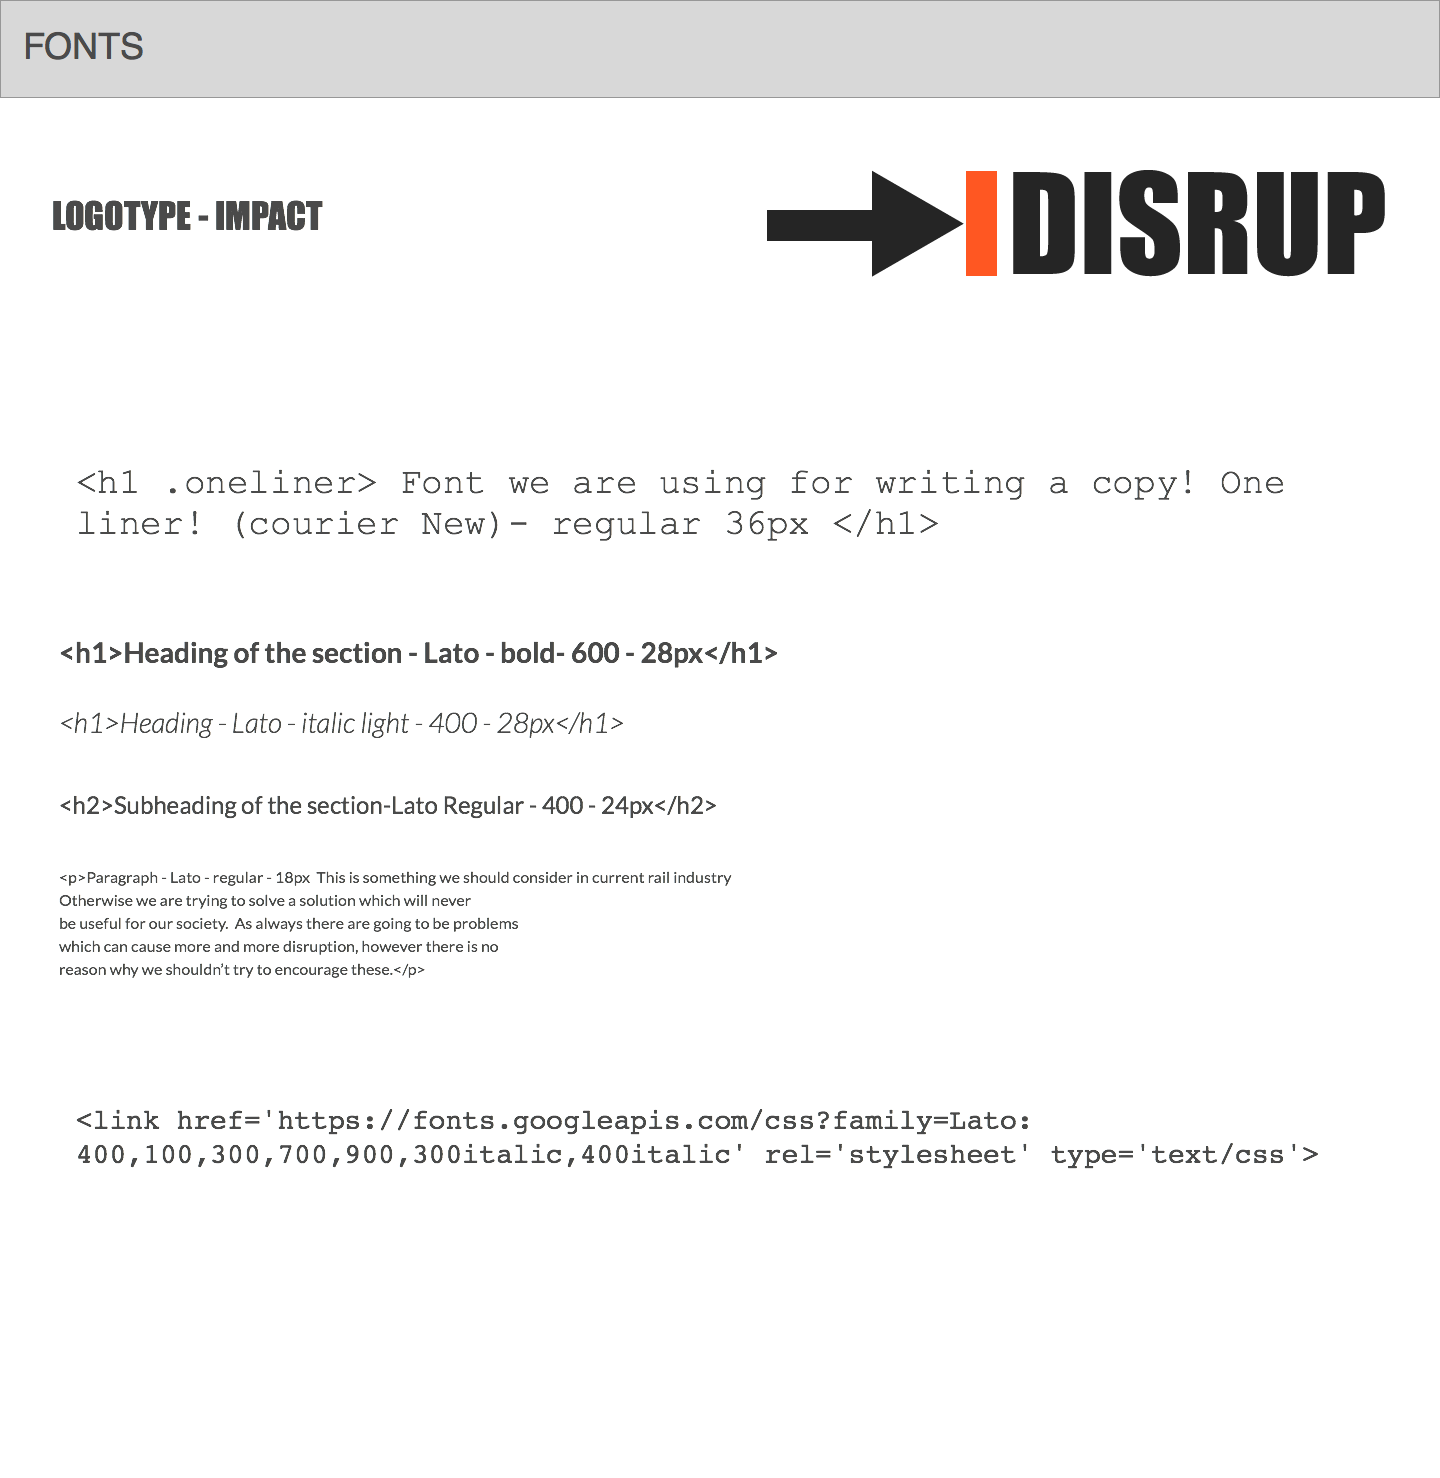 FONTS
LOGOTYPE - IMPACT
DISRUP
<h1 .oneliner> Font we are using for writing a copy! One
liner! (courier New)- regular 36px </h1>
<h1>Heading of the section - Lato - bold- 600 - 28px</h1>
<h1>Heading - Lato - italic light - 400 - 28px</h1>
<h2>Subheading of the section-Lato Regular - 400 - 24px</h2>
<p>Paragraph - Lato - regular - 18px  This is something we should consider in current rail industry
Otherwise we are trying to solve a solution which will never
be useful for our society.  As always there are going to be problems
which can cause more and more disruption, however there is no
reason why we shouldn’t try to encourage these.</p>
<link href='https://fonts.googleapis.com/css?family=Lato:
400,100,300,700,900,300italic,400italic' rel='stylesheet' type='text/css'>